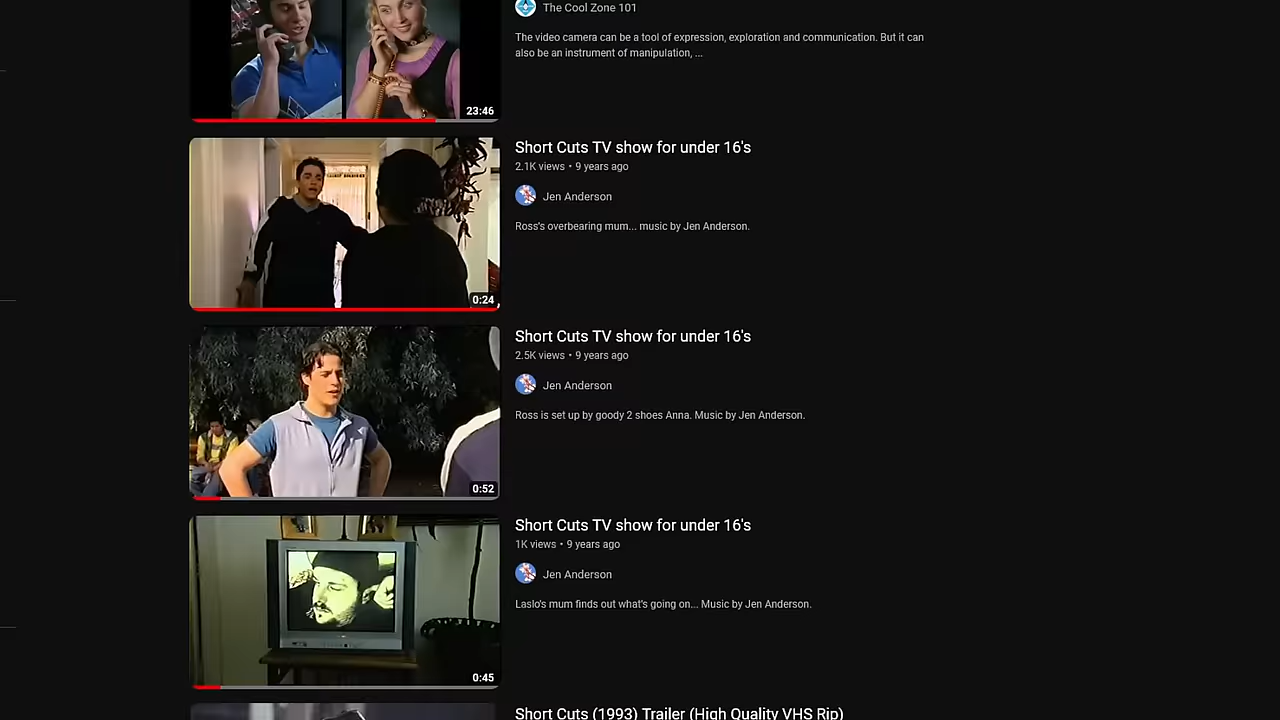 The Cool Zone 101
The video camera can be a tool of expression, exploration and communication. But it can
also be an instrument of manipulation, ...
23:46
Short Cuts TV show for under 16's
2.1K views • 9 years ago
Jen Anderson
Ross's overbearing mum... music by Jen Anderson.
0:24
Short Cuts TV show for under 16's
2.5K views • 9 years ago
Jen Anderson
Ross is set up by goody 2 shoes Anna. Music by Jen Anderson.
0:52
Short Cuts TV show for under 16's
1K views • 9 years ago
Jen Anderson
Laslo's mum finds out what's going on... Music by Jen Anderson.
0:45
Short Cuts (1993) Trailer (High Quality VHS Rip)